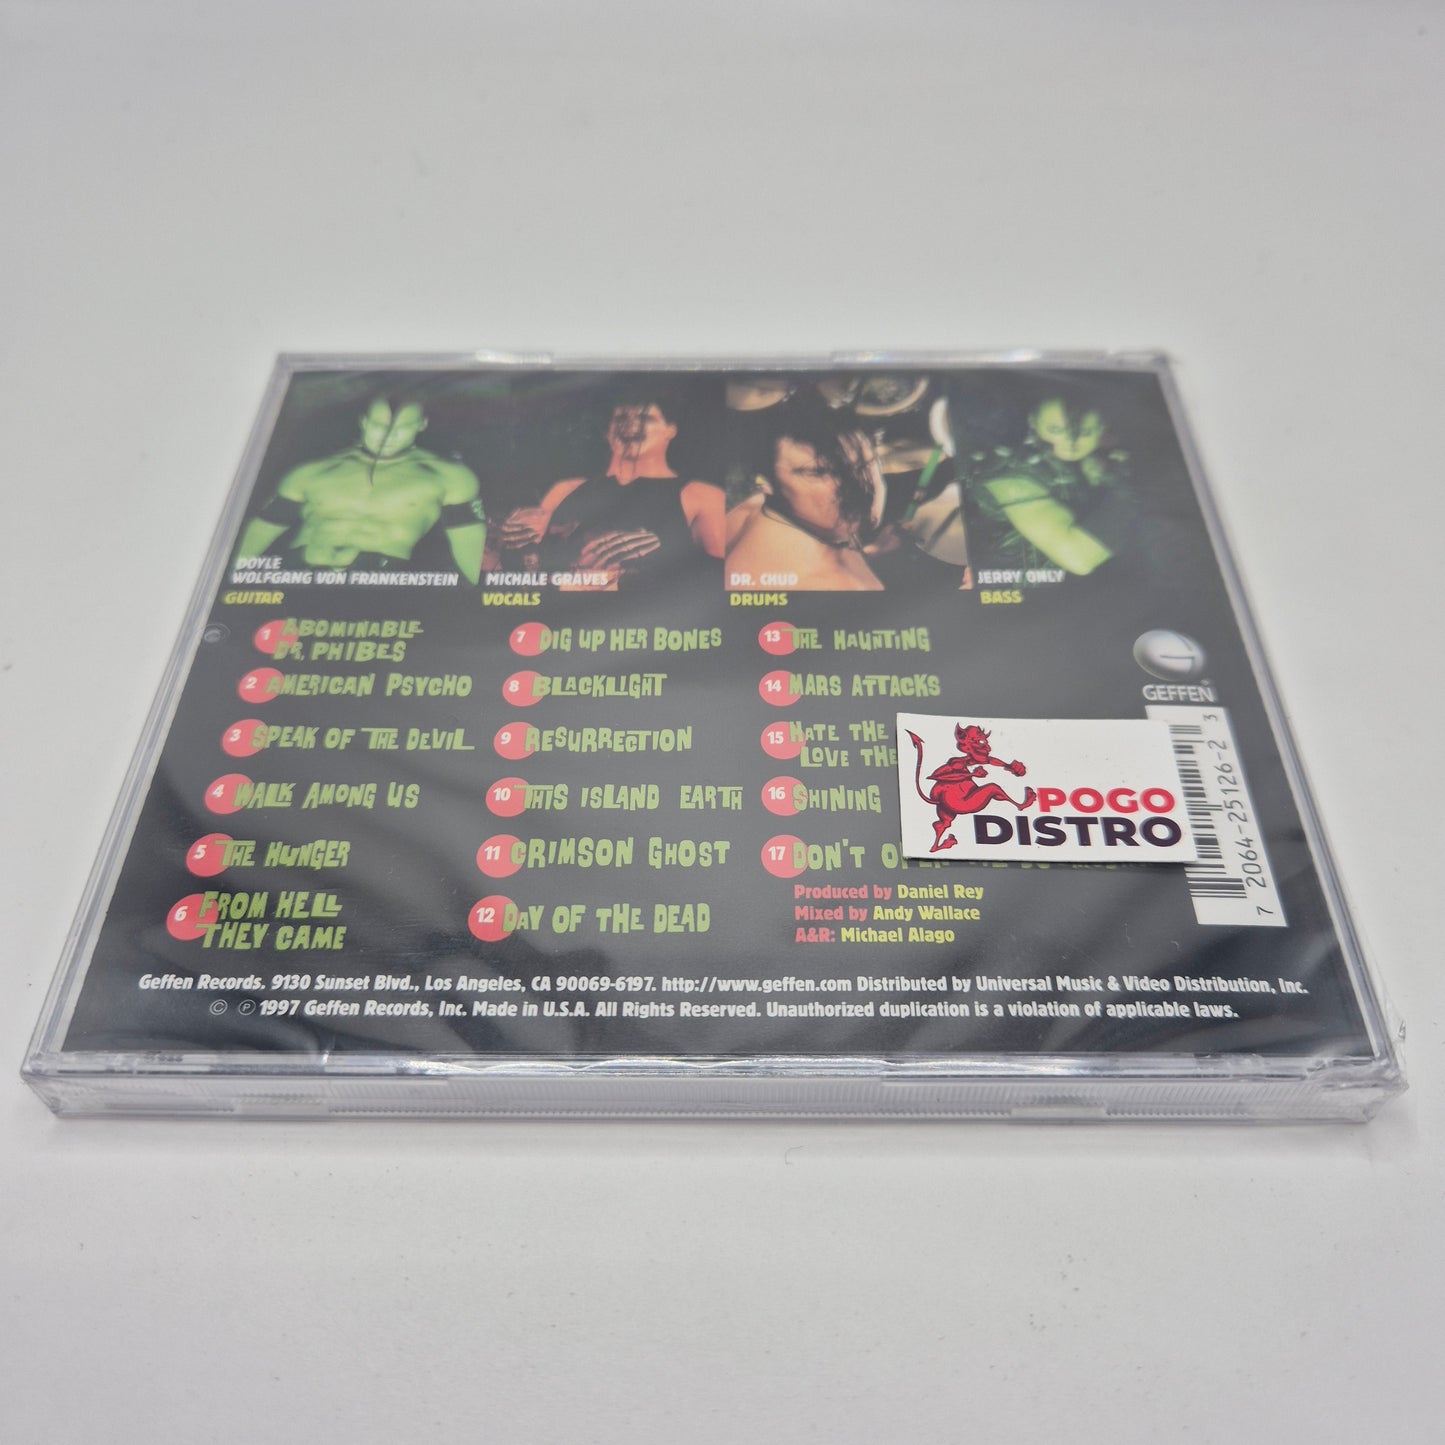 DOYLE
WOLFGANG VON FRANKENSTEIN
GUITAR
MICHALE GRAVES
VOCALS
DR. CHUD
DRUMS
JERRY ONLY
BASS
1 ABOMINABLE
DR. PHIBES
2 AMERICAN PSYCHO
3 SPEAK OF THE DEVIL
4 WALK AMONG US
5 THE HUNGER
6 FROM HELL
THEY CAME
7 DIG UP HER BONES
8 BLACKLIGHT
9 RESURRECTION
10 THIS ISLAND EARTH
11 CRIMSON GHOST
12 DAY OF THE DEAD
13 THE HAUNTING
14 MARS ATTACKS
15 HATE THE
LOVE THE
16 SHINING
17 DON'T
Produced by Daniel Rey
Mixed by Andy Wallace
A&R: Michael Alago
GEFFEN
7 20642-25126-2 3
POGO
DISTRO
Geffen Records, 9130 Sunset Blvd., Los Angeles, CA 90069-6197. http://www.geffen.com Distributed by Universal Music & Video Distribution, Inc.
© ℗ 1997 Geffen Records, Inc. Made in U.S.A. All Rights Reserved. Unauthorized duplication is a violation of applicable laws.